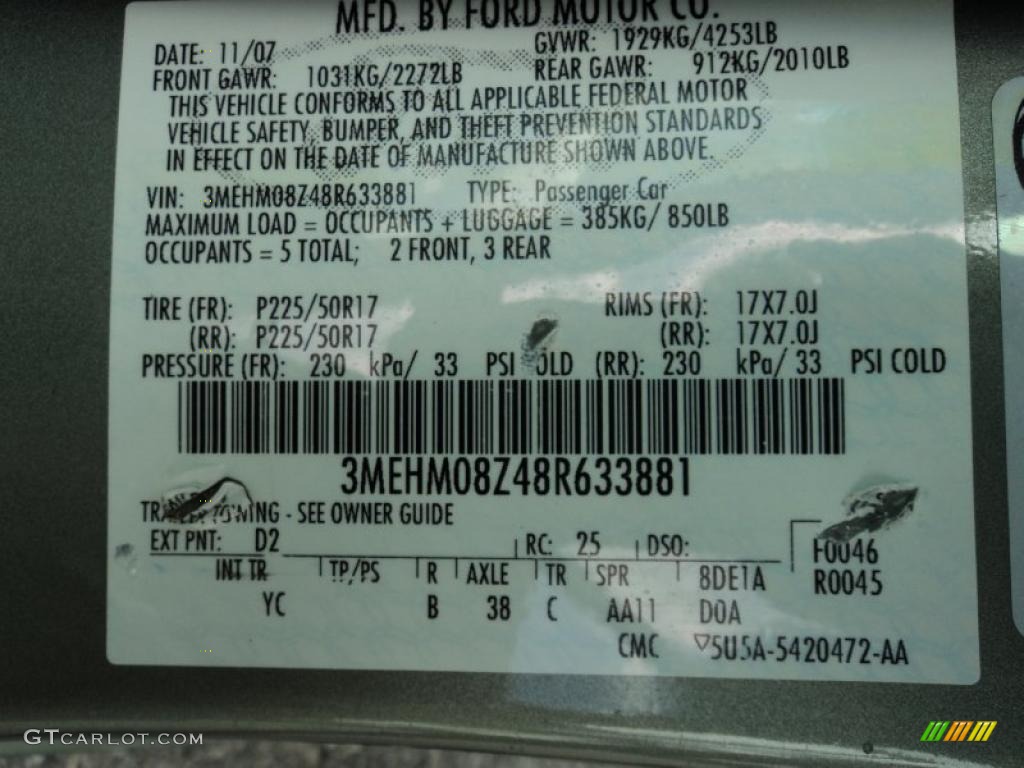 MFD. BY FORD MOTOR CO.
DATE: 11/07 GVWR: 1929KG/4253LB
FRONT GAWR: 1031KG/2272LB REAR GAWR: 912KG/2010LB
THIS VEHICLE CONFORMS TO ALL APPLICABLE FEDERAL MOTOR
VEHICLE SAFETY, BUMPER, AND THEFT PREVENTION STANDARDS
IN EFFECT ON THE DATE OF MANUFACTURE SHOWN ABOVE.
VIN: 3MEHM08Z48R633881 TYPE: Passenger Car
MAXIMUM LOAD = OCCUPANTS + LUGGAGE = 385KG/ 850LB
OCCUPANTS = 5 TOTAL; 2 FRONT, 3 REAR
TIRE (FR): P225/50R17 RIMS (FR): 17X7.0J
(RR): P225/50R17 (RR): 17X7.0J
PRESSURE (FR): 230 kPa/ 33 PSI OLD (RR): 230 kPa/ 33 PSI COLD
3MEHM08Z48R633881
TOWING - SEE OWNER GUIDE
EXT PNT: D2 RC: 25 DSO: F0046
INT TR TP/PS R AXLE TR SPR 8DE1A R0045
YC B 38 C AA11 D0A
CMC ▽5U5A-5420472-AA
GTCARLOT.COM